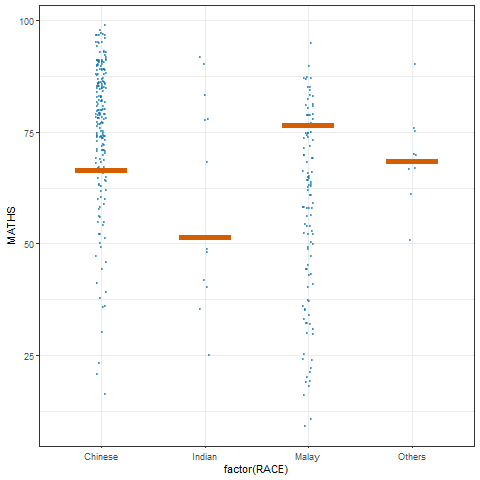 100
75
50
25
MATHS
Chinese
Indian
Malay
Others
factor(RACE)